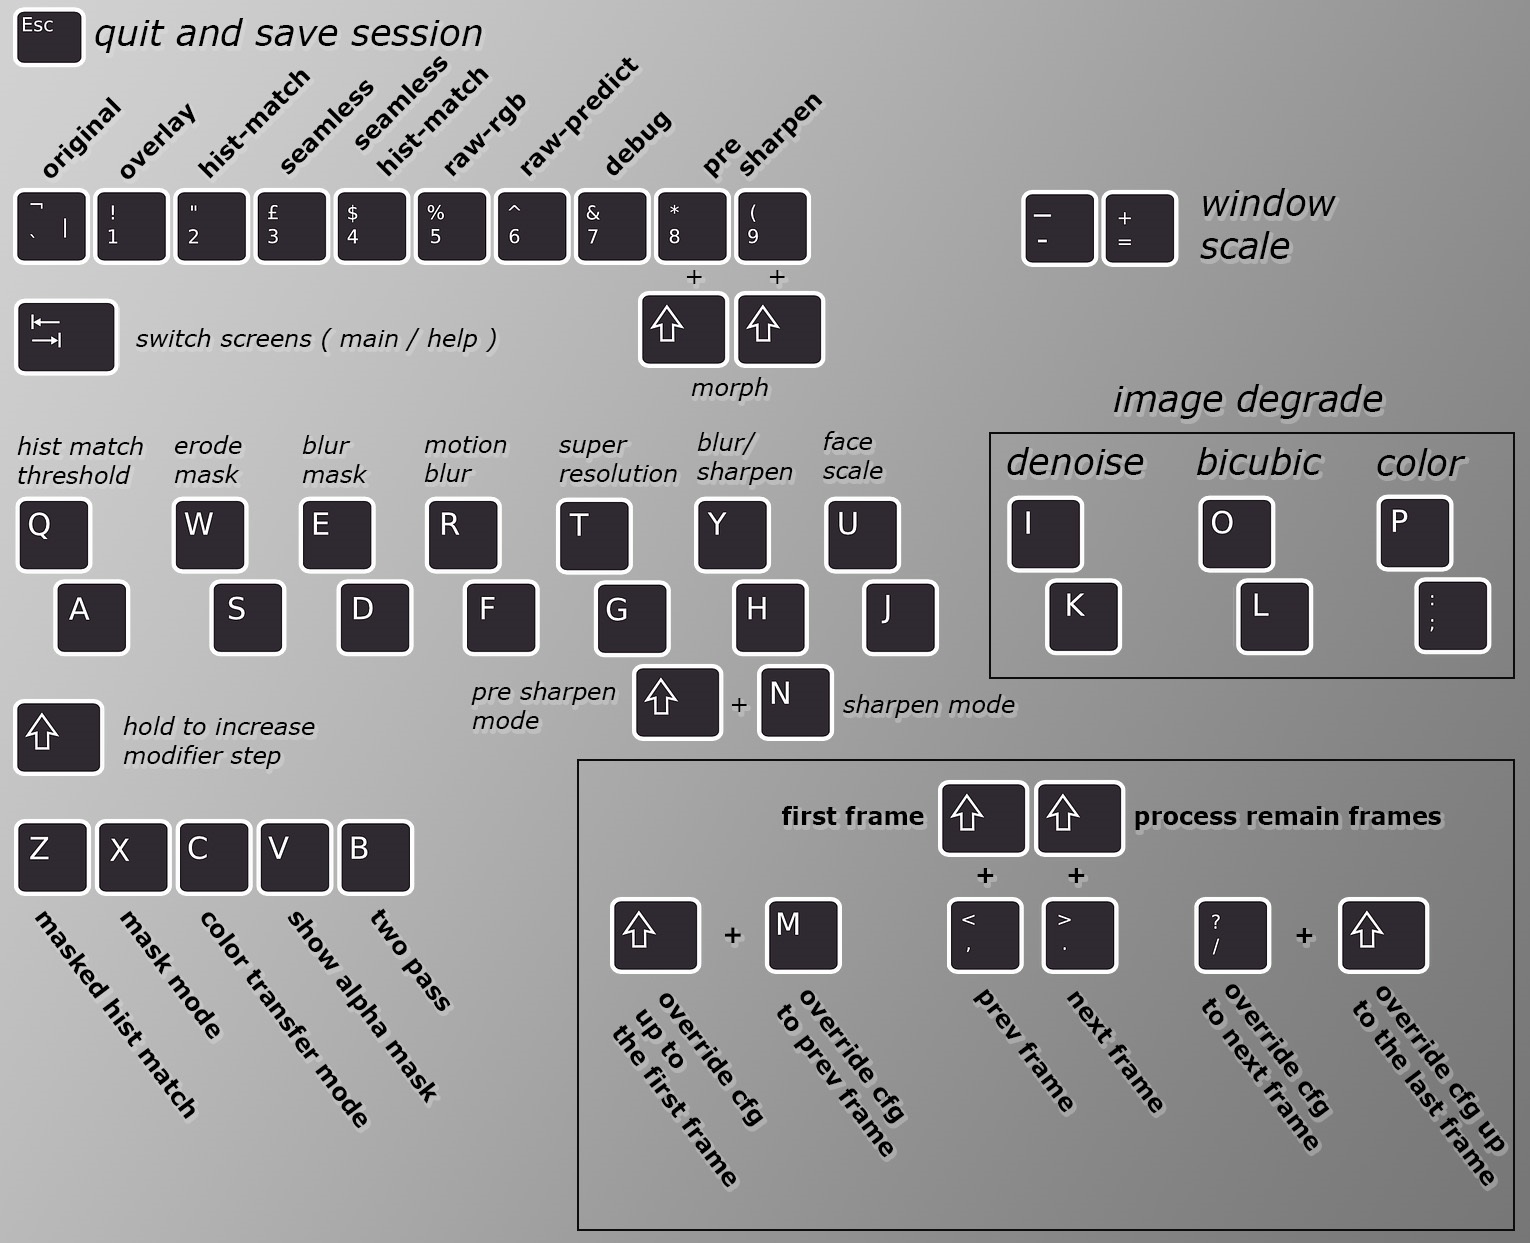 Esc
quit and save session
original
overlay
hist-match
seamless
seamless
hist-match
raw-rgb
raw-predict
debug
pre
sharpen
¬
` |
!
1
"
2
£
3
$
4
%
5
^
6
&
7
*
8
(
9
_
-
+
=
window
scale
+ +
switch screens ( main / help )
morph
image degrade
hist match
threshold
erode
mask
blur
mask
motion
blur
super
resolution
blur/
sharpen
face
scale
denoise
bicubic
color
Q W E R T Y U I O P
A S D F G H J K L
:
;
pre sharpen
mode
+
N
sharpen mode
hold to increase
modifier step
first frame
process remain frames
+ +
Z X C V B
masked hist match
mask mode
color transfer mode
show alpha mask
two pass
+
M
<
,
>
.
?
/
+
override cfg
up to
the first frame
override cfg
to prev frame
prev frame
next frame
override cfg
to next frame
override cfg up
to the last frame